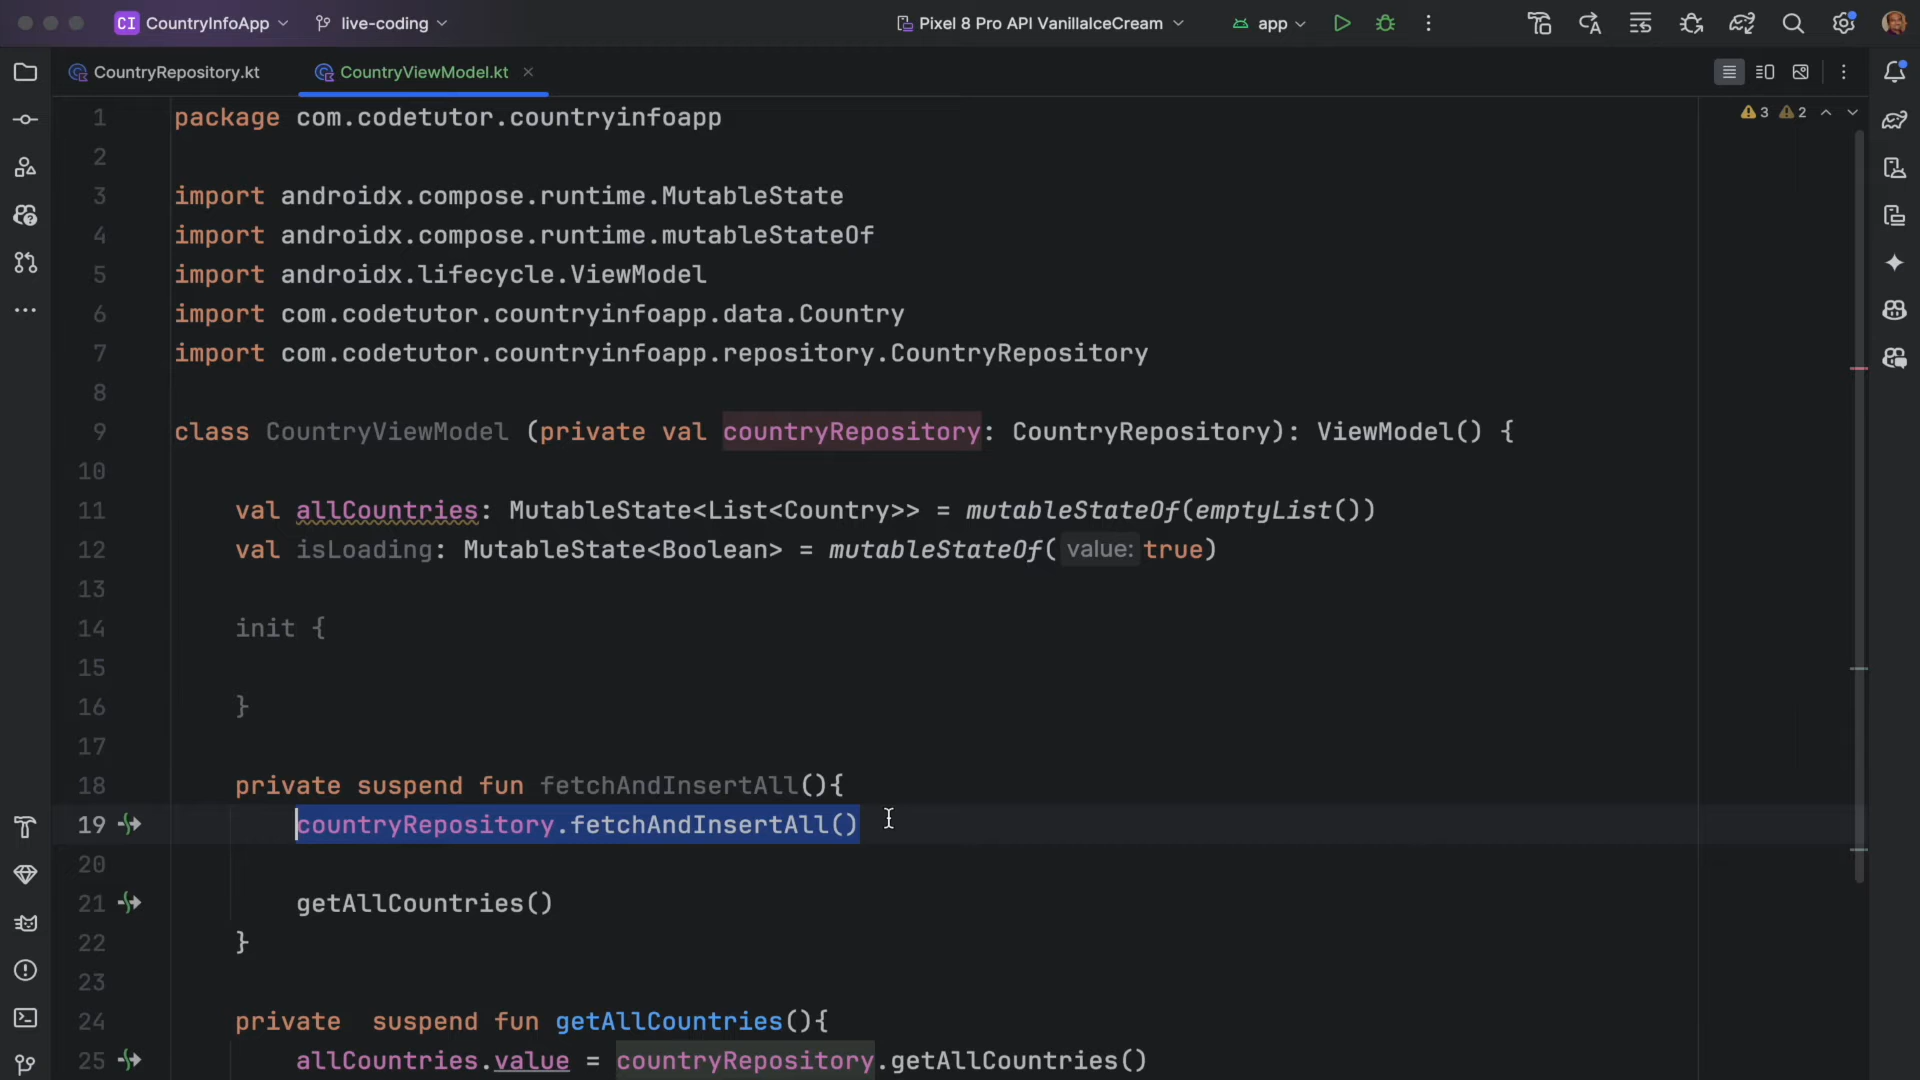 CI CountryInfoApp live-coding Pixel 8 Pro API VanillaIceCream app
CountryRepository.kt CountryViewModel.kt
3 2
1 package com.codetutor.countryinfoapp
2
3 import androidx.compose.runtime.MutableState
4 import androidx.compose.runtime.mutableStateOf
5 import androidx.lifecycle.ViewModel
6 import com.codetutor.countryinfoapp.data.Country
7 import com.codetutor.countryinfoapp.repository.CountryRepository
8
9 class CountryViewModel (private val countryRepository: CountryRepository): ViewModel() {
10
11 val allCountries: MutableState<List<Country>> = mutableStateOf(emptyList())
12 val isLoading: MutableState<Boolean> = mutableStateOf( value: true)
13
14 init {
15
16 }
17
18 private suspend fun fetchAndInsertAll(){
19 countryRepository.fetchAndInsertAll()
20
21 getAllCountries()
22 }
23
24 private  suspend fun getAllCountries(){
25 allCountries.value = countryRepository.getAllCountries()